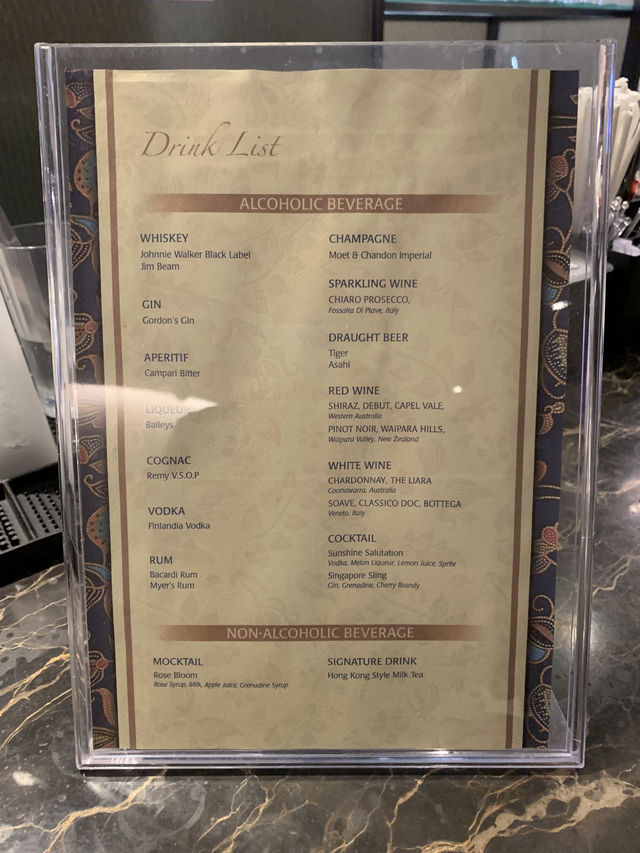 Drink List
ALCOHOLIC BEVERAGE
WHISKEY
Johnnie Walker Black Label
Jim Beam
GIN
Gordon's Gin
APERITIF
Campari Bitter
LIQUEUR
Baileys
COGNAC
Remy V.S.O.P
VODKA
Finlandia Vodka
RUM
Bacardi Rum
Myer's Rum
CHAMPAGNE
Moet & Chandon Imperial
SPARKLING WINE
CHIARO PROSECCO,
Fossalta Di Piave, Italy
DRAUGHT BEER
Tiger
Asahi
RED WINE
SHIRAZ, DEBUT, CAPEL VALE,
Western Australia
PINOT NOIR, WAIPARA HILLS,
Waipara Valley, New Zealand
WHITE WINE
CHARDONNAY, THE LIARA
Coonawarra, Australia
SOAVE, CLASSICO DOC, BOTTEGA
Veneto, Italy
COCKTAIL
Sunshine Salutation
Vodka, Melon Liqueur, Lemon Juice, Sprite
Singapore Sling
Gin, Grenadine, Cherry Brandy
NON-ALCOHOLIC BEVERAGE
MOCKTAIL
Rose Bloom
Rose Syrup, Milk, Apple Juice, Grenadine Syrup
SIGNATURE DRINK
Hong Kong Style Milk Tea